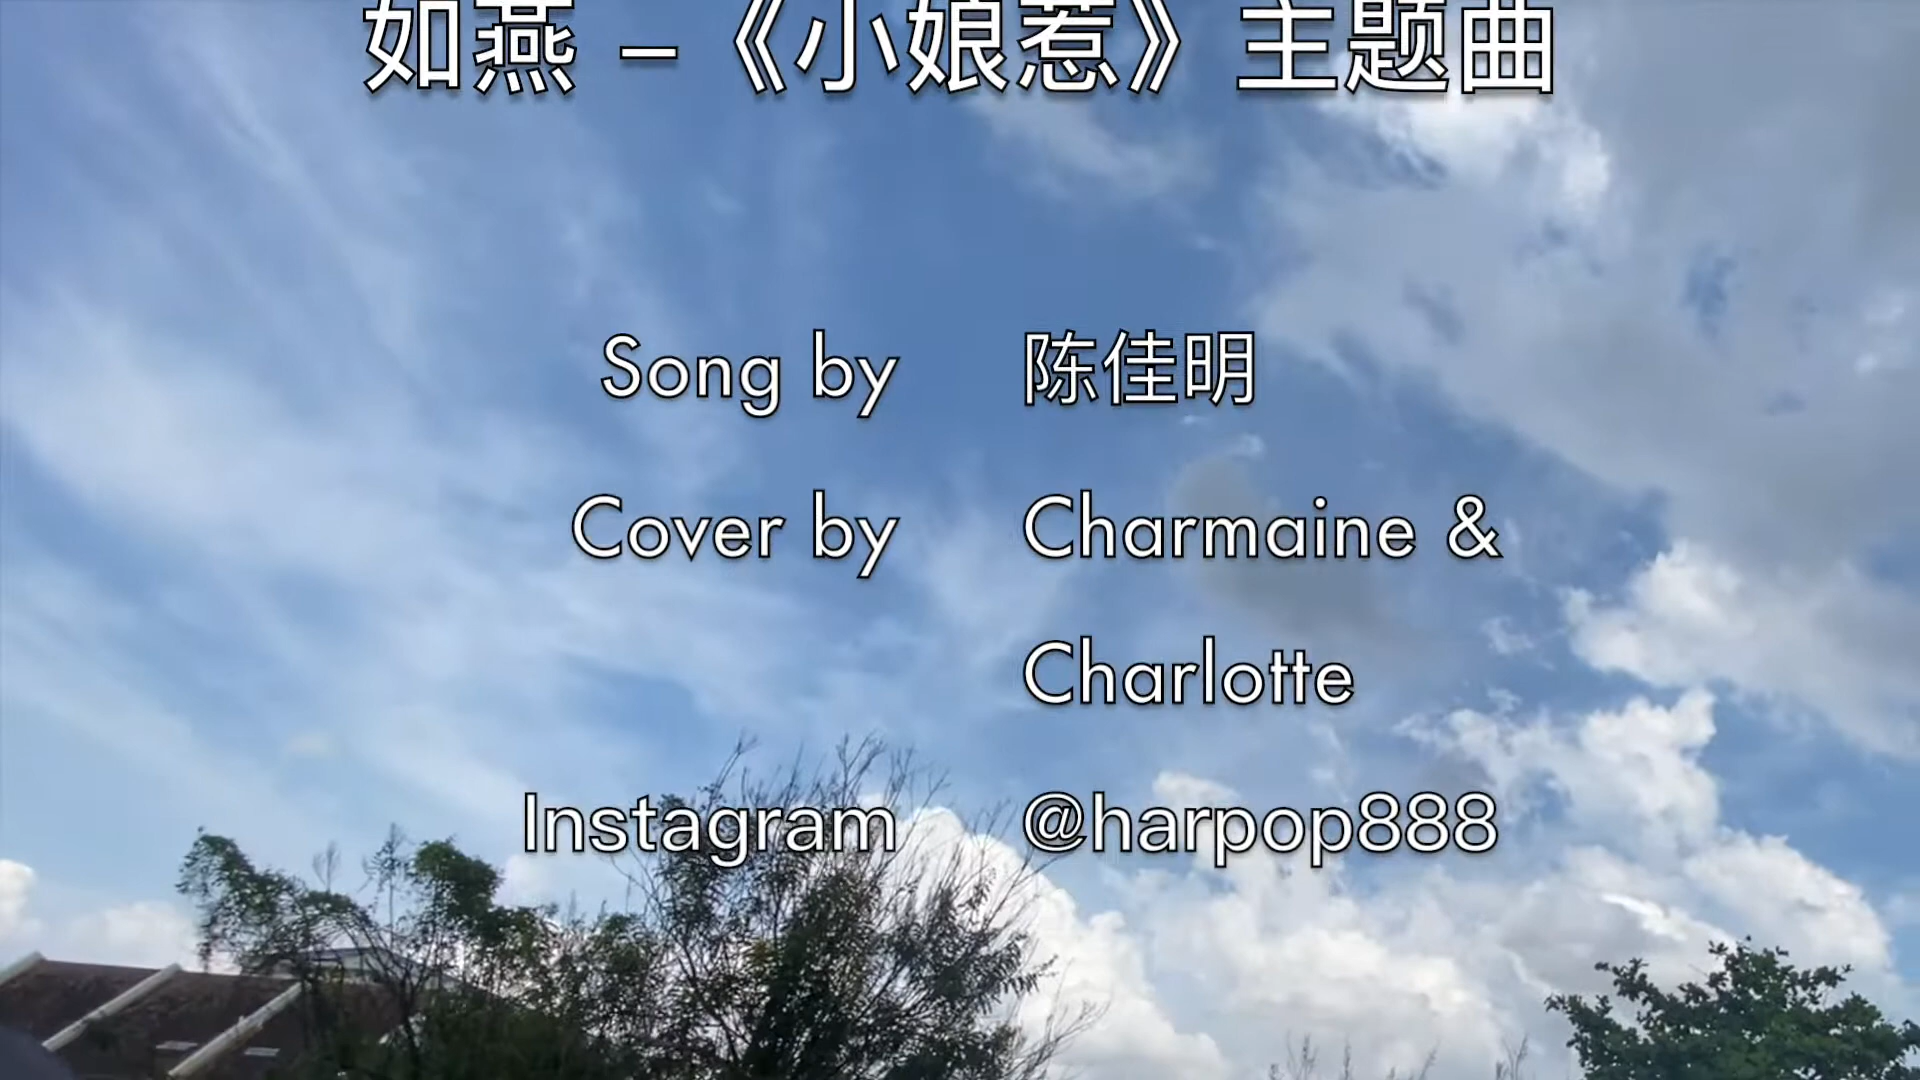 如燕 – 《小娘惹》主题曲
Song by 陈佳明
Cover by Charmaine &
Charlotte
Instagram @harpop888